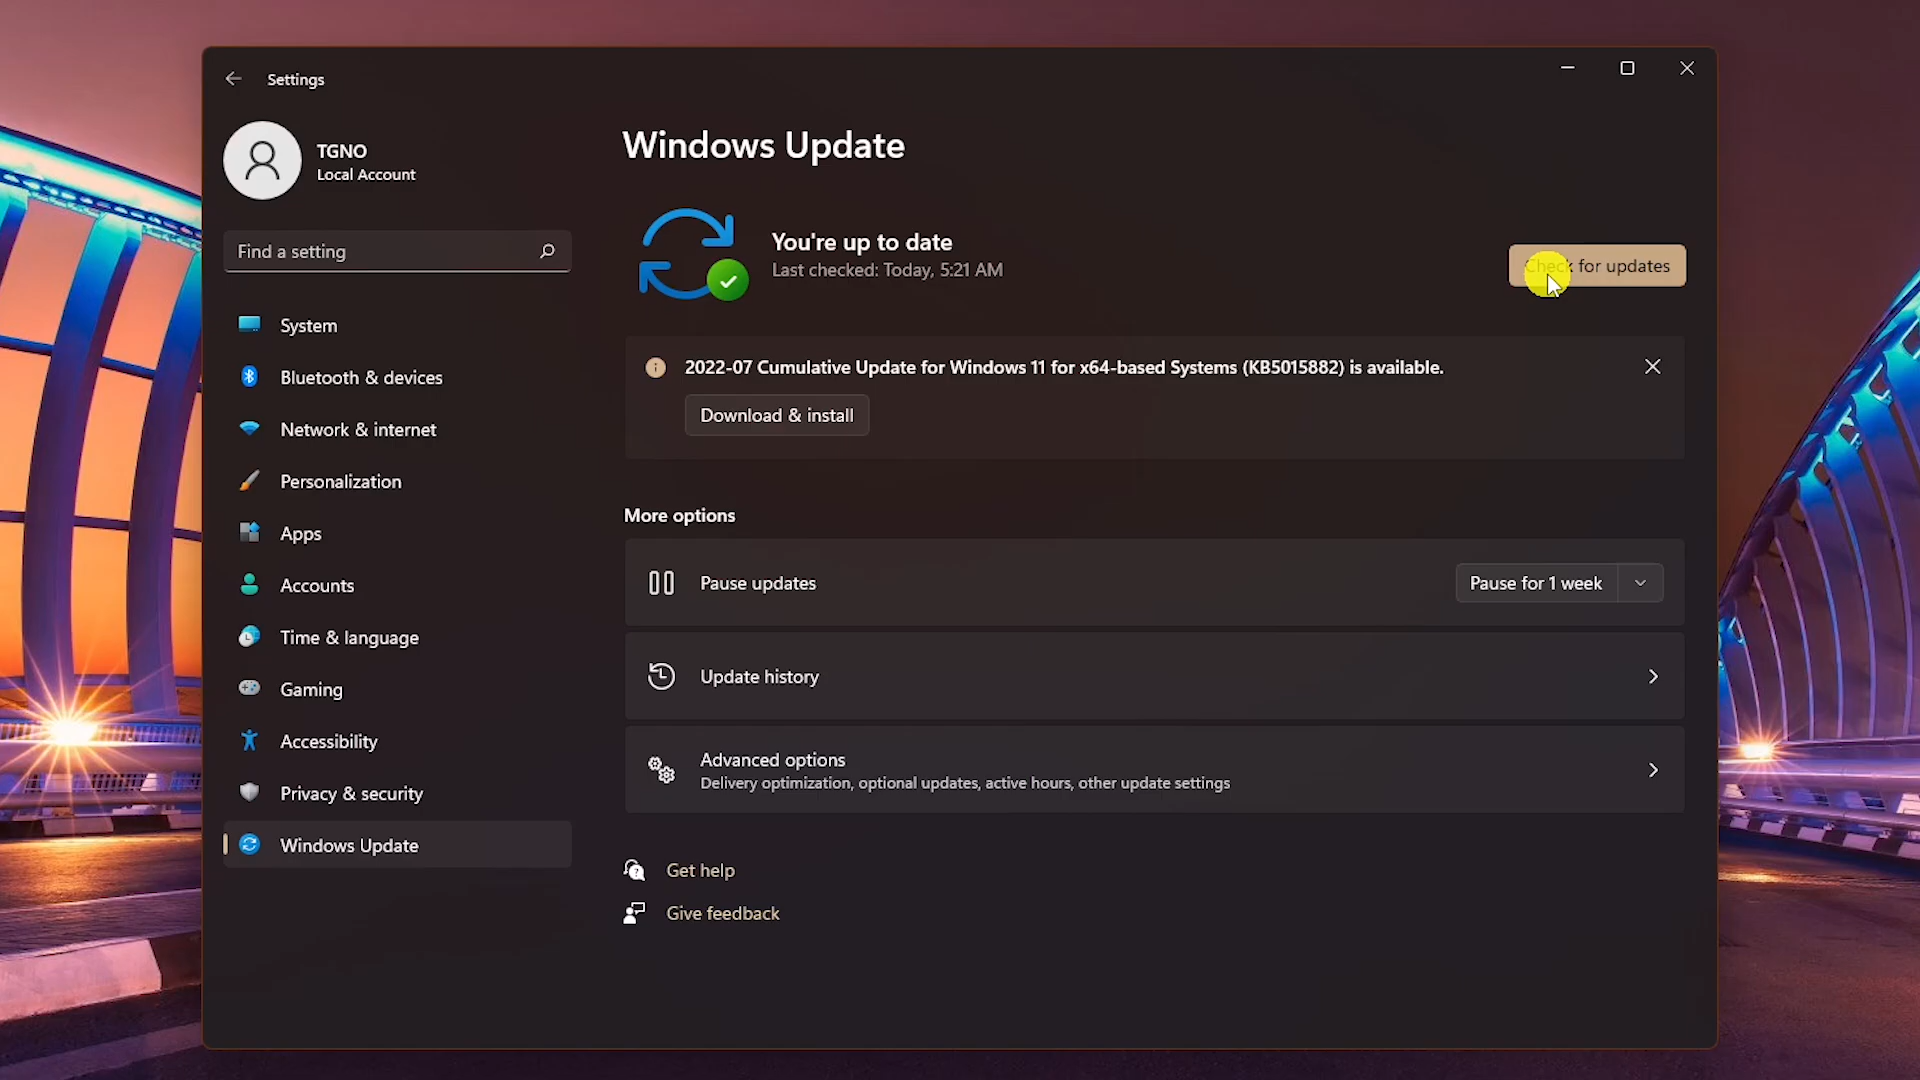 Settings
TGNO
Local Account
Find a setting
System
Bluetooth & devices
Network & internet
Personalization
Apps
Accounts
Time & language
Gaming
Accessibility
Privacy & security
Windows Update
Windows Update
You're up to date
Last checked: Today, 5:21 AM
Check for updates
2022-07 Cumulative Update for Windows 11 for x64-based Systems (KB5015882) is available.
Download & install
More options
Pause updates
Pause for 1 week
Update history
Advanced options
Delivery optimization, optional updates, active hours, other update settings
Get help
Give feedback